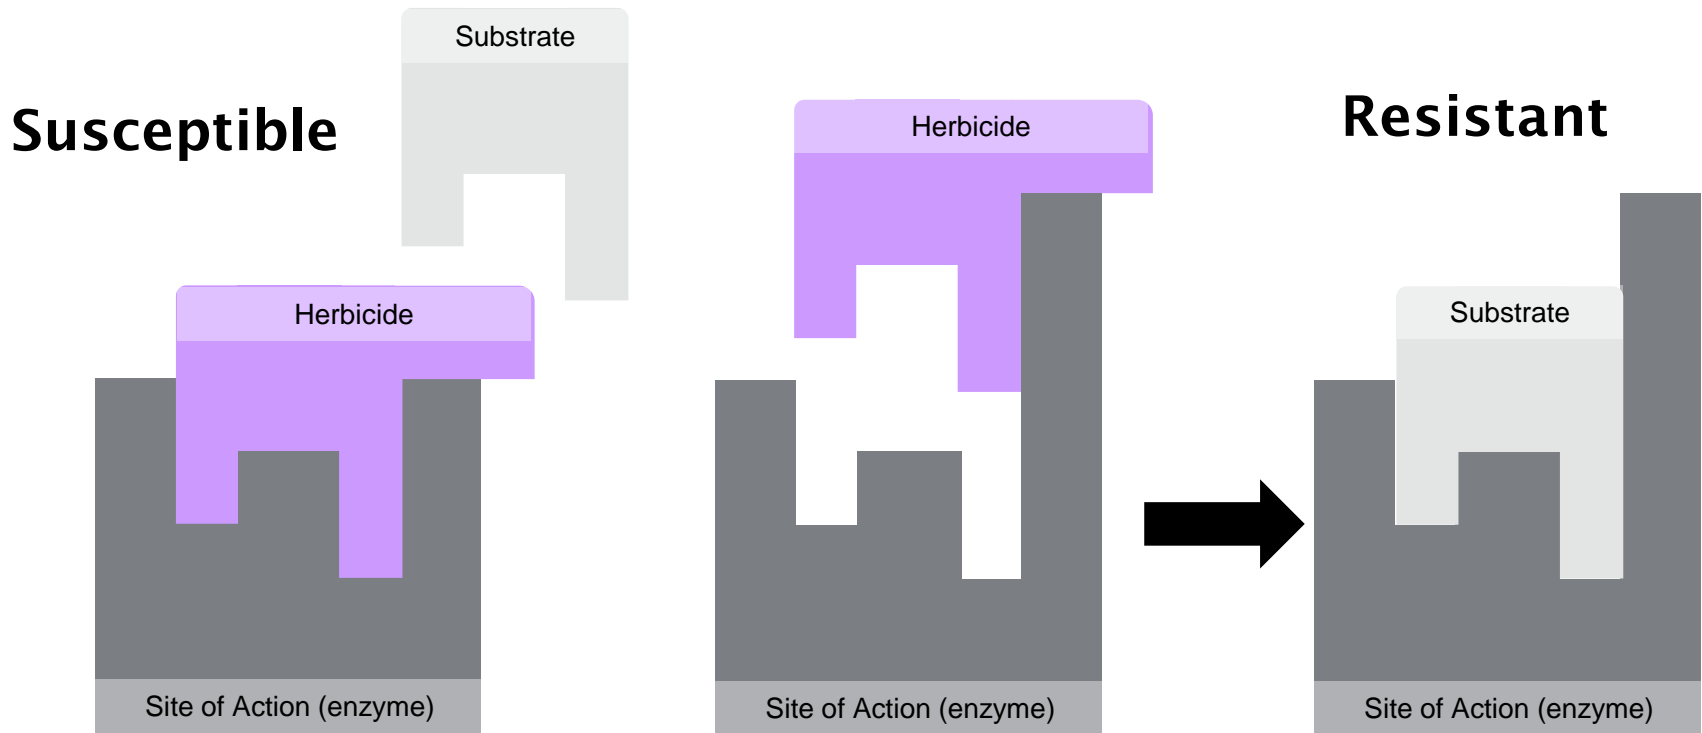 Substrate
Susceptible
Herbicide
Site of Action (enzyme)
Herbicide
Site of Action (enzyme)
Resistant
Substrate
Site of Action (enzyme)